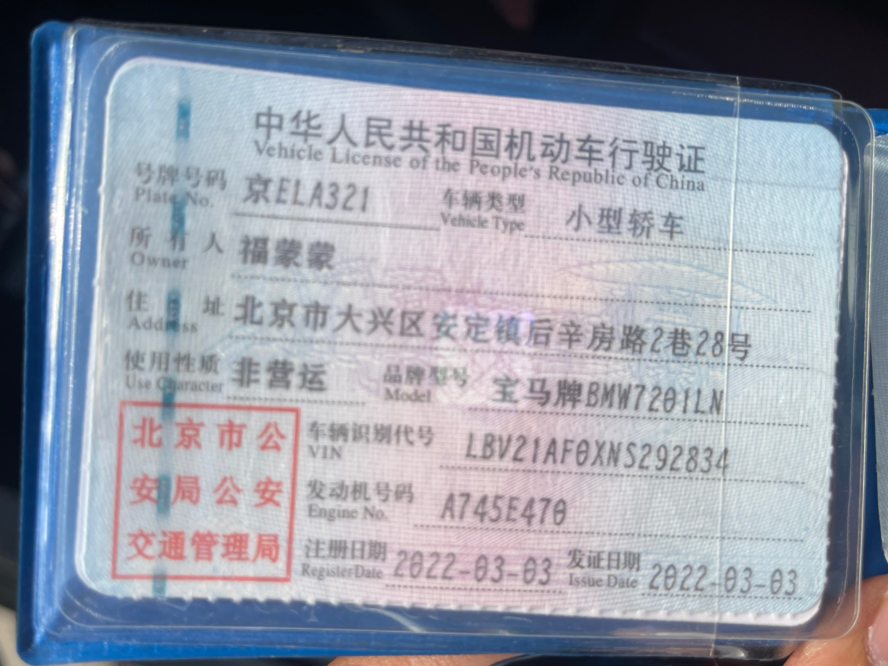 中华人民共和国机动车行驶证
Vehicle License of the People's Republic of China
号牌号码 京ELA321 车辆类型 小型轿车
Plate No. Vehicle Type
所有人 福蒙蒙
Owner
住址 北京市大兴区安定镇后辛房路2巷28号
Address
使用性质 非营运 品牌型号 宝马牌BMW7201LN
Use Character Model
北京市公
安局公安
交通管理局
车辆识别代号 LBV21AF0XNS292834
VIN
发动机号码 A745E470
Engine No.
注册日期 2022-03-03 发证日期 2022-03-03
Register Date Issue Date